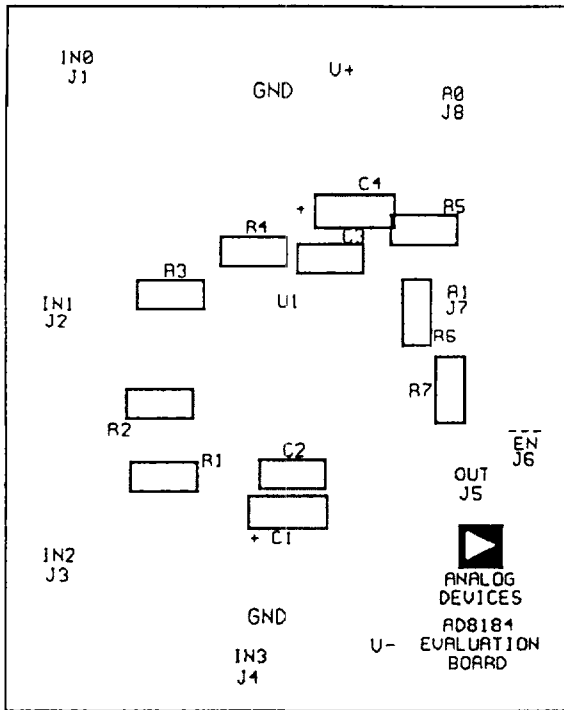 IN0
J1
V+
GND
A0
J8
C4
+
R5
R4
C3
R3
U1
IN1
J2
A1
J7
R6
R7
R2
EN
J6
R1
C2
OUT
J5
+ C1
IN2
J3
ANALOG
DEVICES
GND
AD8184
V- EVALUATION
BOARD
IN3
J4